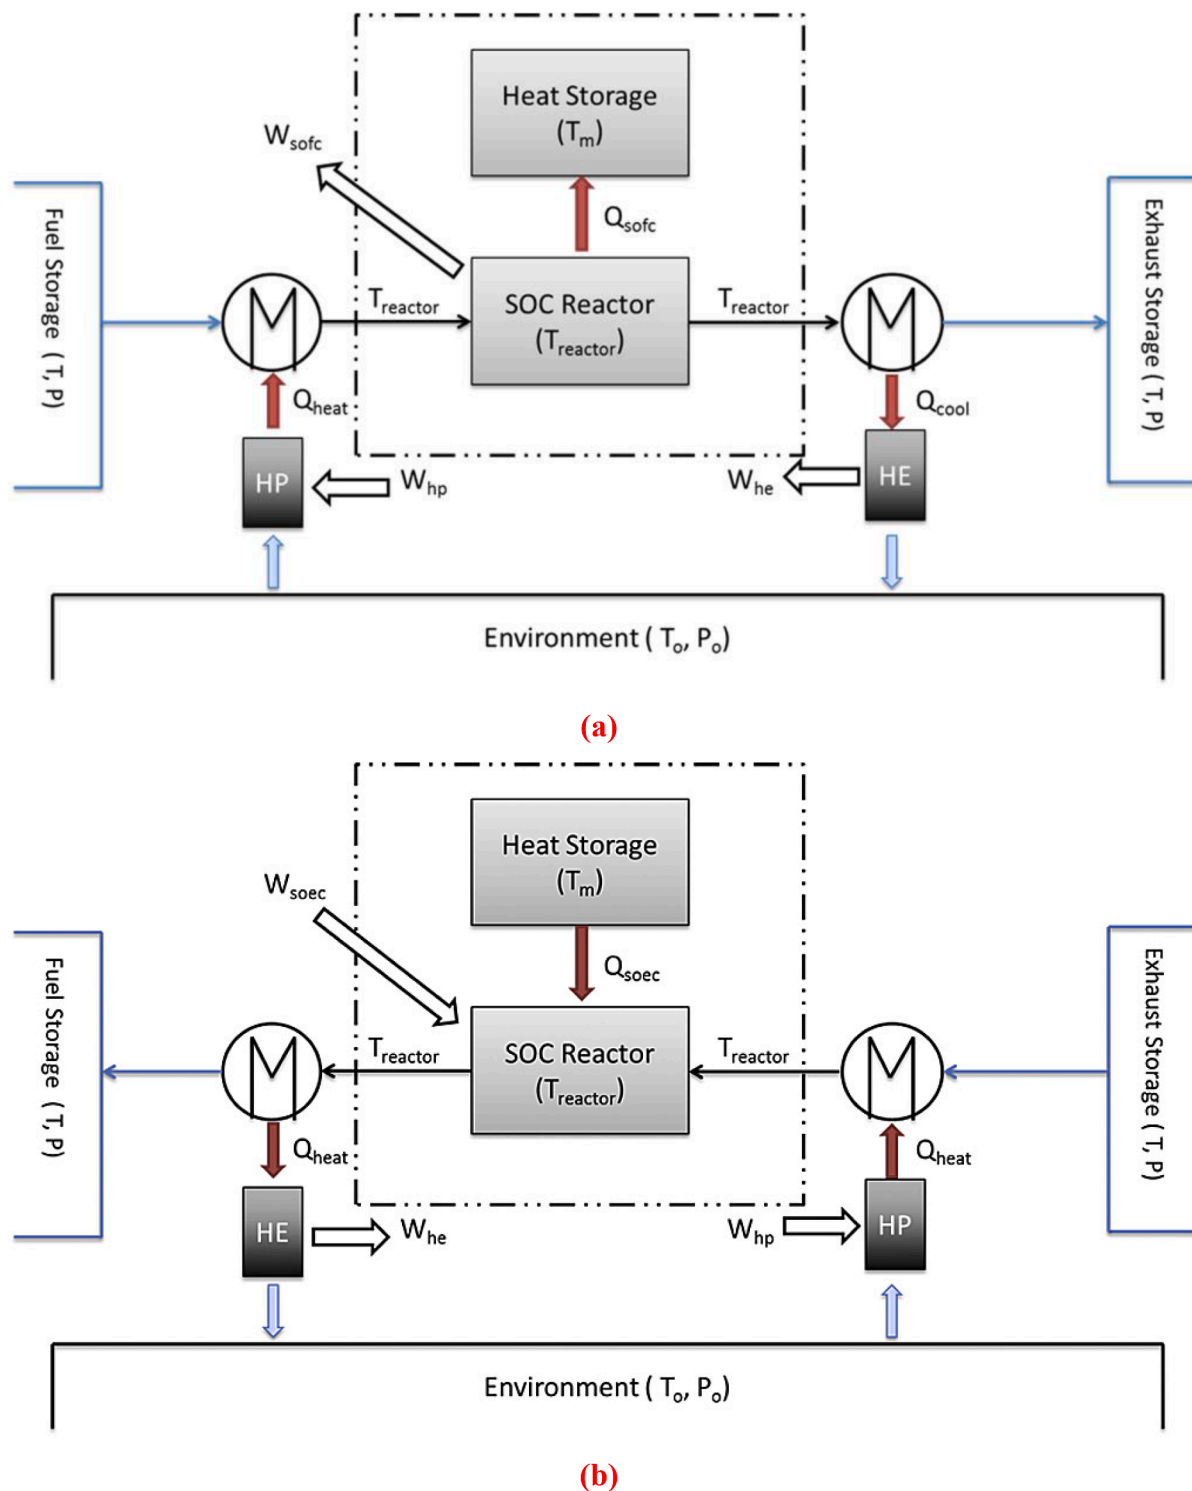 Heat Storage
(Tm)
Wsofc
Qsofc
Fuel Storage ( T, P)
Treactor
SOC Reactor
(Treactor)
Treactor
Exhaust Storage ( T, P)
Qheat
Qcool
HP
Whp
Whe
HE
Environment ( To, Po)
(a)
Heat Storage
(Tm)
Wsoec
Qsoec
Fuel Storage ( T, P)
Treactor
SOC Reactor
(Treactor)
Treactor
Exhaust Storage ( T, P)
Qheat
Qheat
HE
Whe
Whp
HP
Environment ( To, Po)
(b)